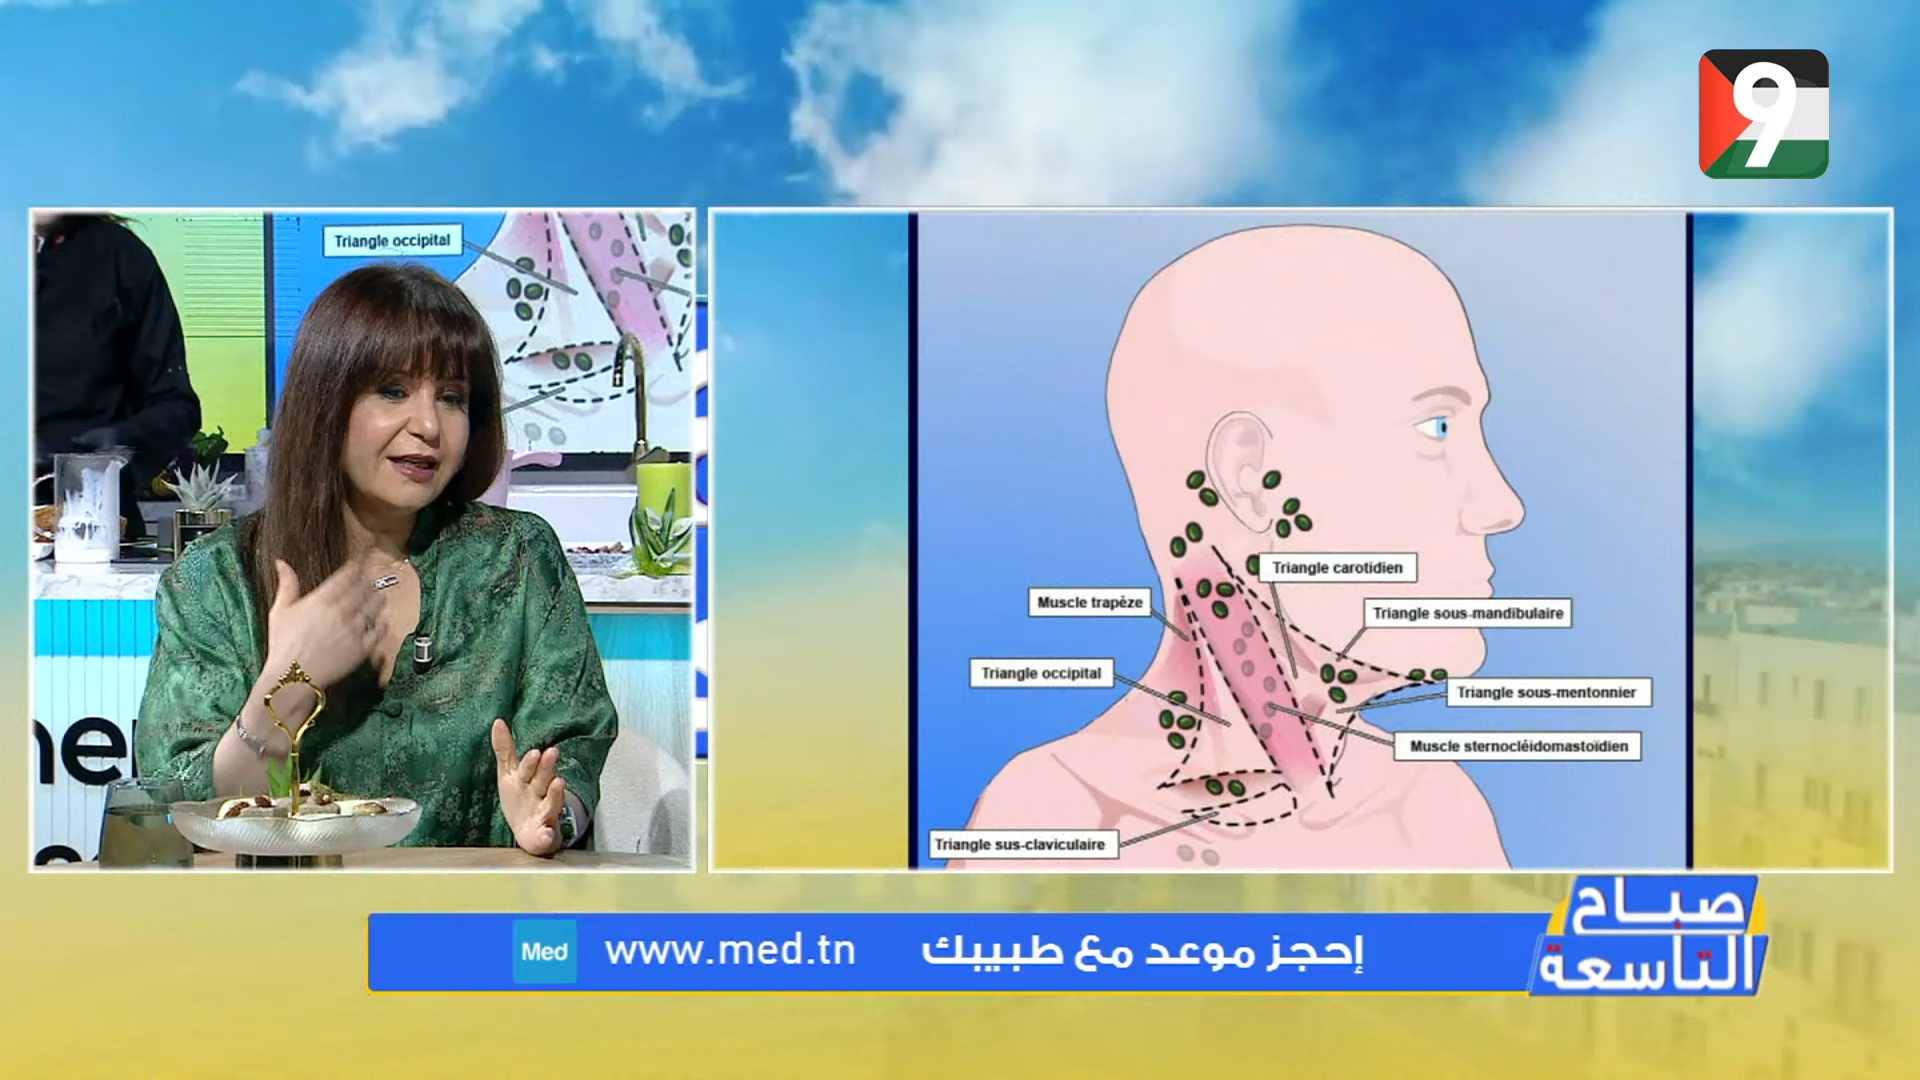 9
Triangle occipital
Triangle carotidien
Muscle trapèze
Triangle sous-mandibulaire
Triangle occipital
Triangle sous-mentonnier
Muscle sternocléidomastoïdien
Triangle sus-claviculaire
صباح
التاسعة
إحجز موعد مع طبيبك
www.med.tn
Med